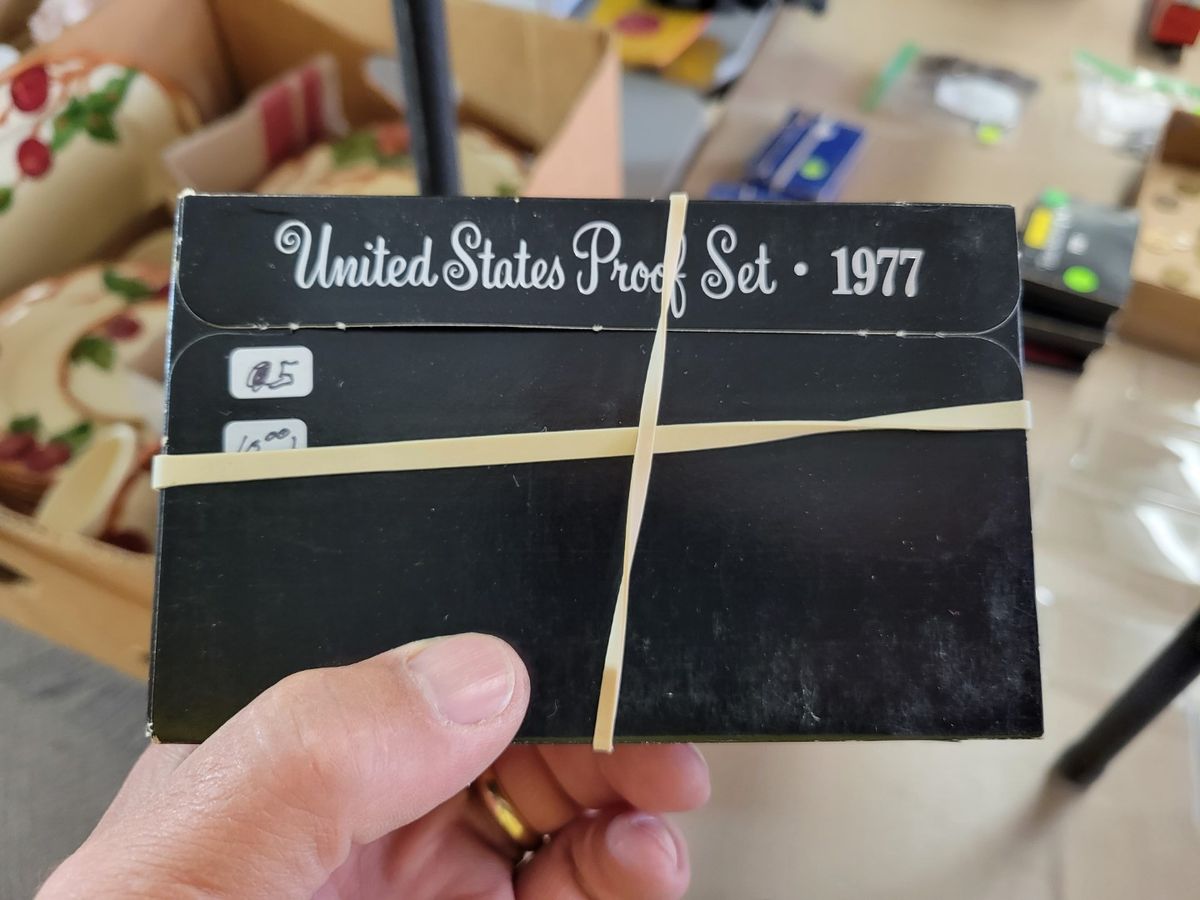 United States Proof Set · 1977